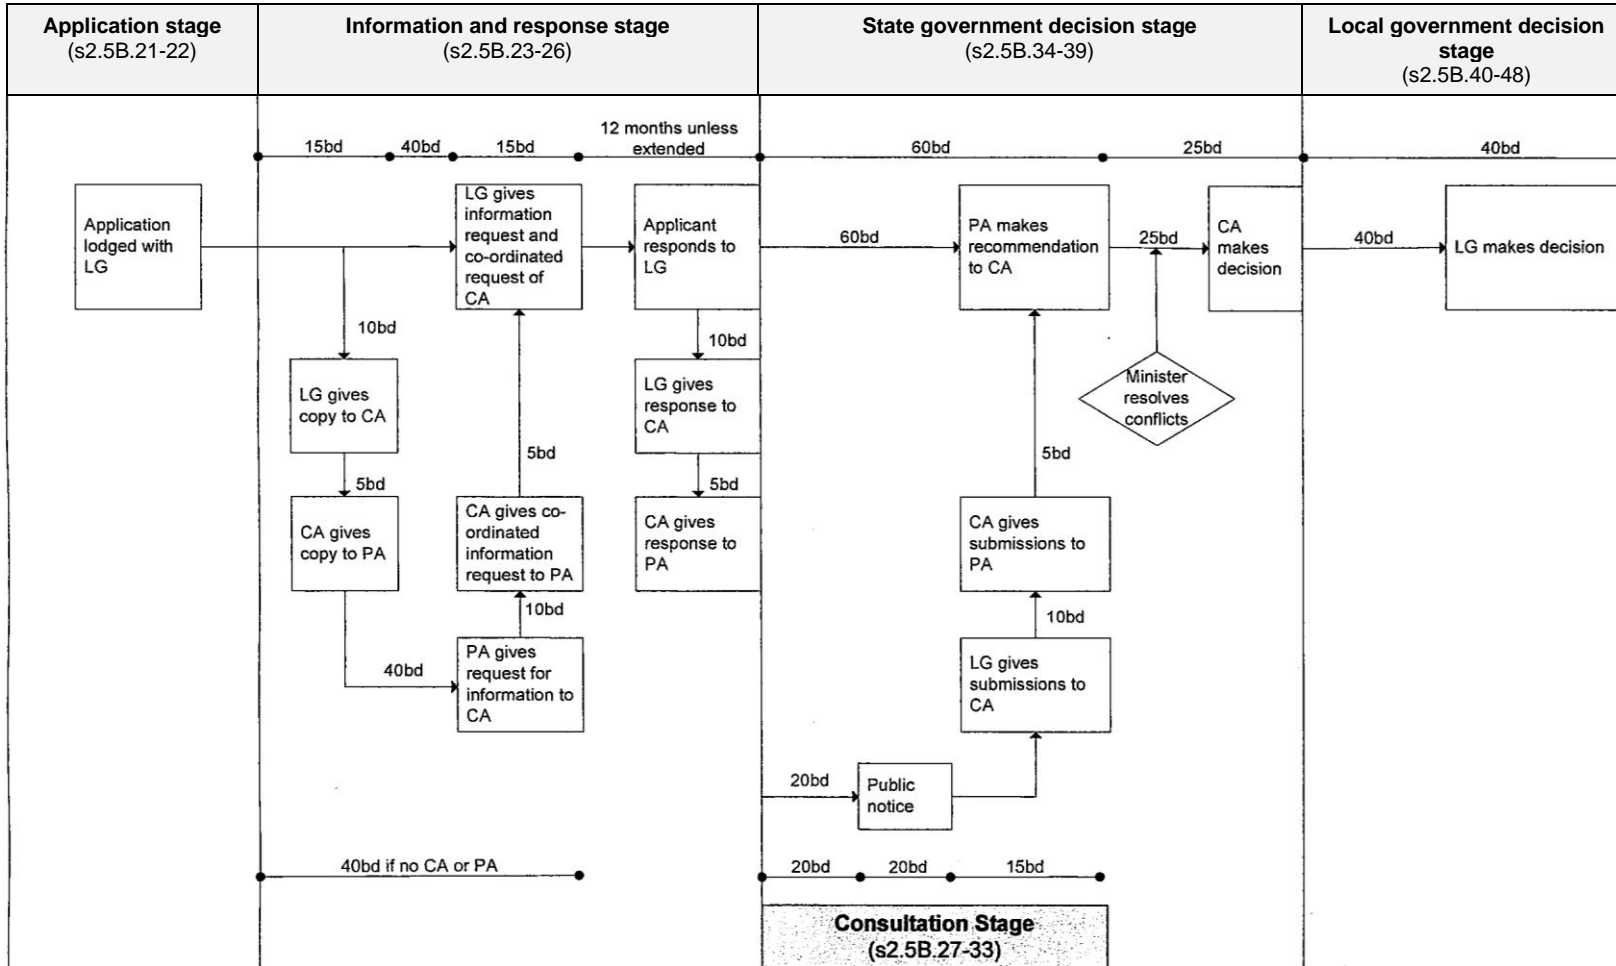 Application stage
(s2.5B.21-22)
Information and response stage
(s2.5B.23-26)
State government decision stage
(s2.5B.34-39)
Local government decision
stage
(s2.5B.40-48)
15bd
40bd
15bd
12 months unless
extended
60bd
25bd
40bd
Application
lodged with
LG
LG gives
information
request and
co-ordinated
request of
CA
Applicant
responds to
LG
60bd
PA makes
recommendation
to CA
25bd
CA
makes
decision
40bd
LG makes decision
10bd
LG gives
copy to CA
5bd
CA gives
copy to PA
40bd
PA gives
request for
information to
CA
10bd
CA gives co-
ordinated
information
request to PA
5bd
10bd
LG gives
response to
CA
5bd
CA gives
response to
PA
Minister
resolves
conflicts
5bd
CA gives
submissions to
PA
10bd
LG gives
submissions to
CA
20bd
Public
notice
40bd if no CA or PA
20bd
20bd
15bd
Consultation Stage
(s2.5B.27-33)